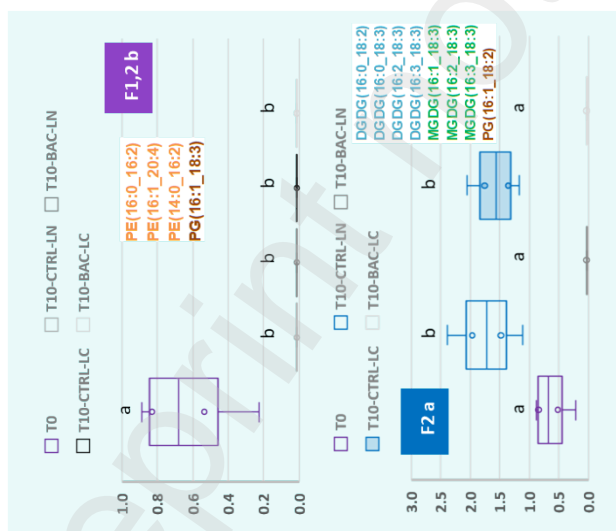 T0 T10-CTRL-LN T10-BAC-LN
T10-CTRL-LC T10-BAC-LC
F1,2 b
PE(16:0_16:2)
PE(16:1_20:4)
PE(14:0_16:2)
PG(16:1_18:3)
1.0
0.8
0.6
0.4
0.2
0.0
a b b b b
T0 T10-CTRL-LN T10-BAC-LN
T10-CTRL-LC T10-BAC-LC
DGDG(16:0_18:2)
DGDG(16:0_18:3)
DGDG(16:2_18:3)
DGDG(16:3_18:3)
MGDG(16:1_18:3)
MGDG(16:2_18:3)
MGDG(16:3_18:3)
PG(16:1_18:2)
F2 a
3.0
2.5
2.0
1.5
1.0
0.5
0.0
a b a b a